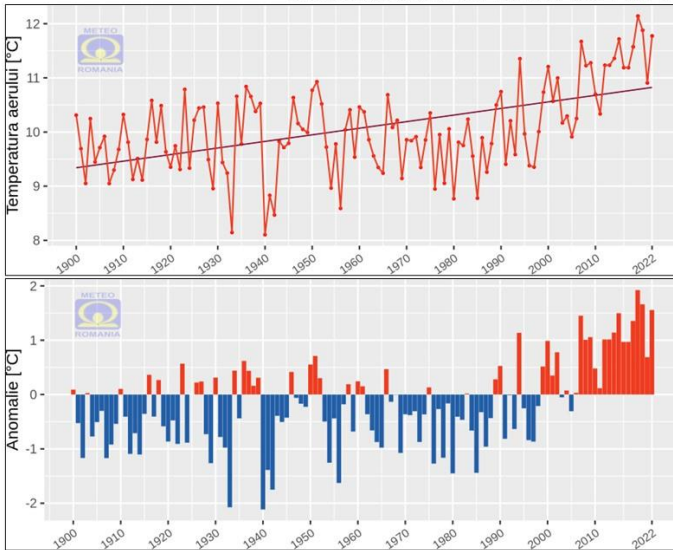 Temperatura aerului [°C]
12
11
10
9
8
METEO
ROMANIA
1900 1910 1920 1930 1940 1950 1960 1970 1980 1990 2000 2010 2022
Anomalie [°C]
2
1
0
-1
-2
METEO
ROMANIA
1900 1910 1920 1930 1940 1950 1960 1970 1980 1990 2000 2010 2022